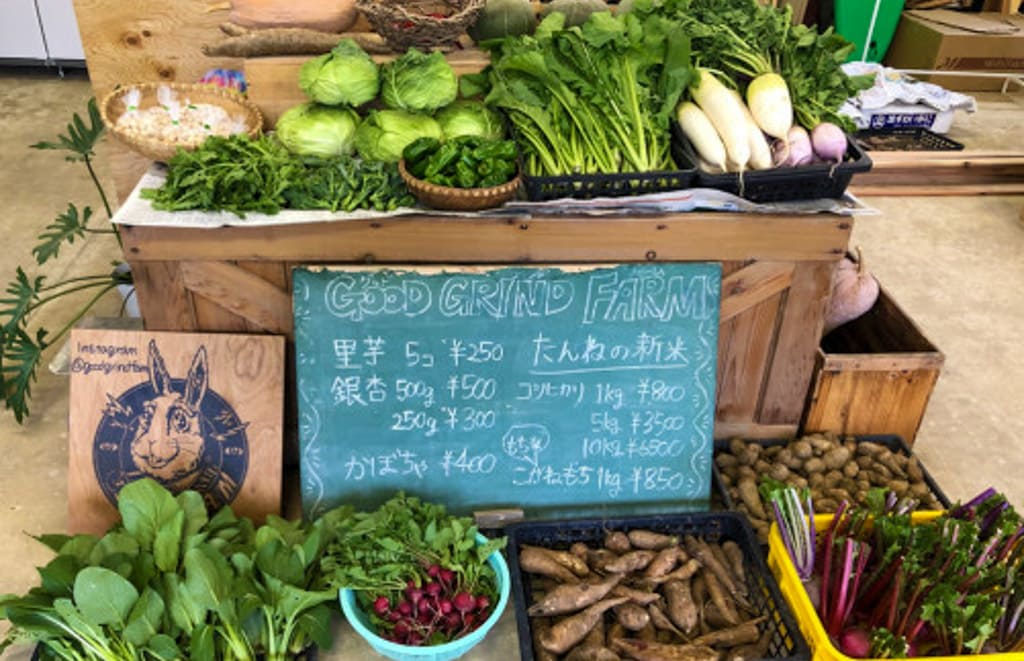 GOOD GRIND FARM
里芋 5コ ¥250
銀杏 500g ¥500
250g ¥300
かぼちゃ ¥400
たんねの新米
コシヒカリ 1kg ¥800
5kg ¥3500
10kg ¥6500
もち米
こがねもち 1kg ¥850
Instagram
@goodgrindfarm